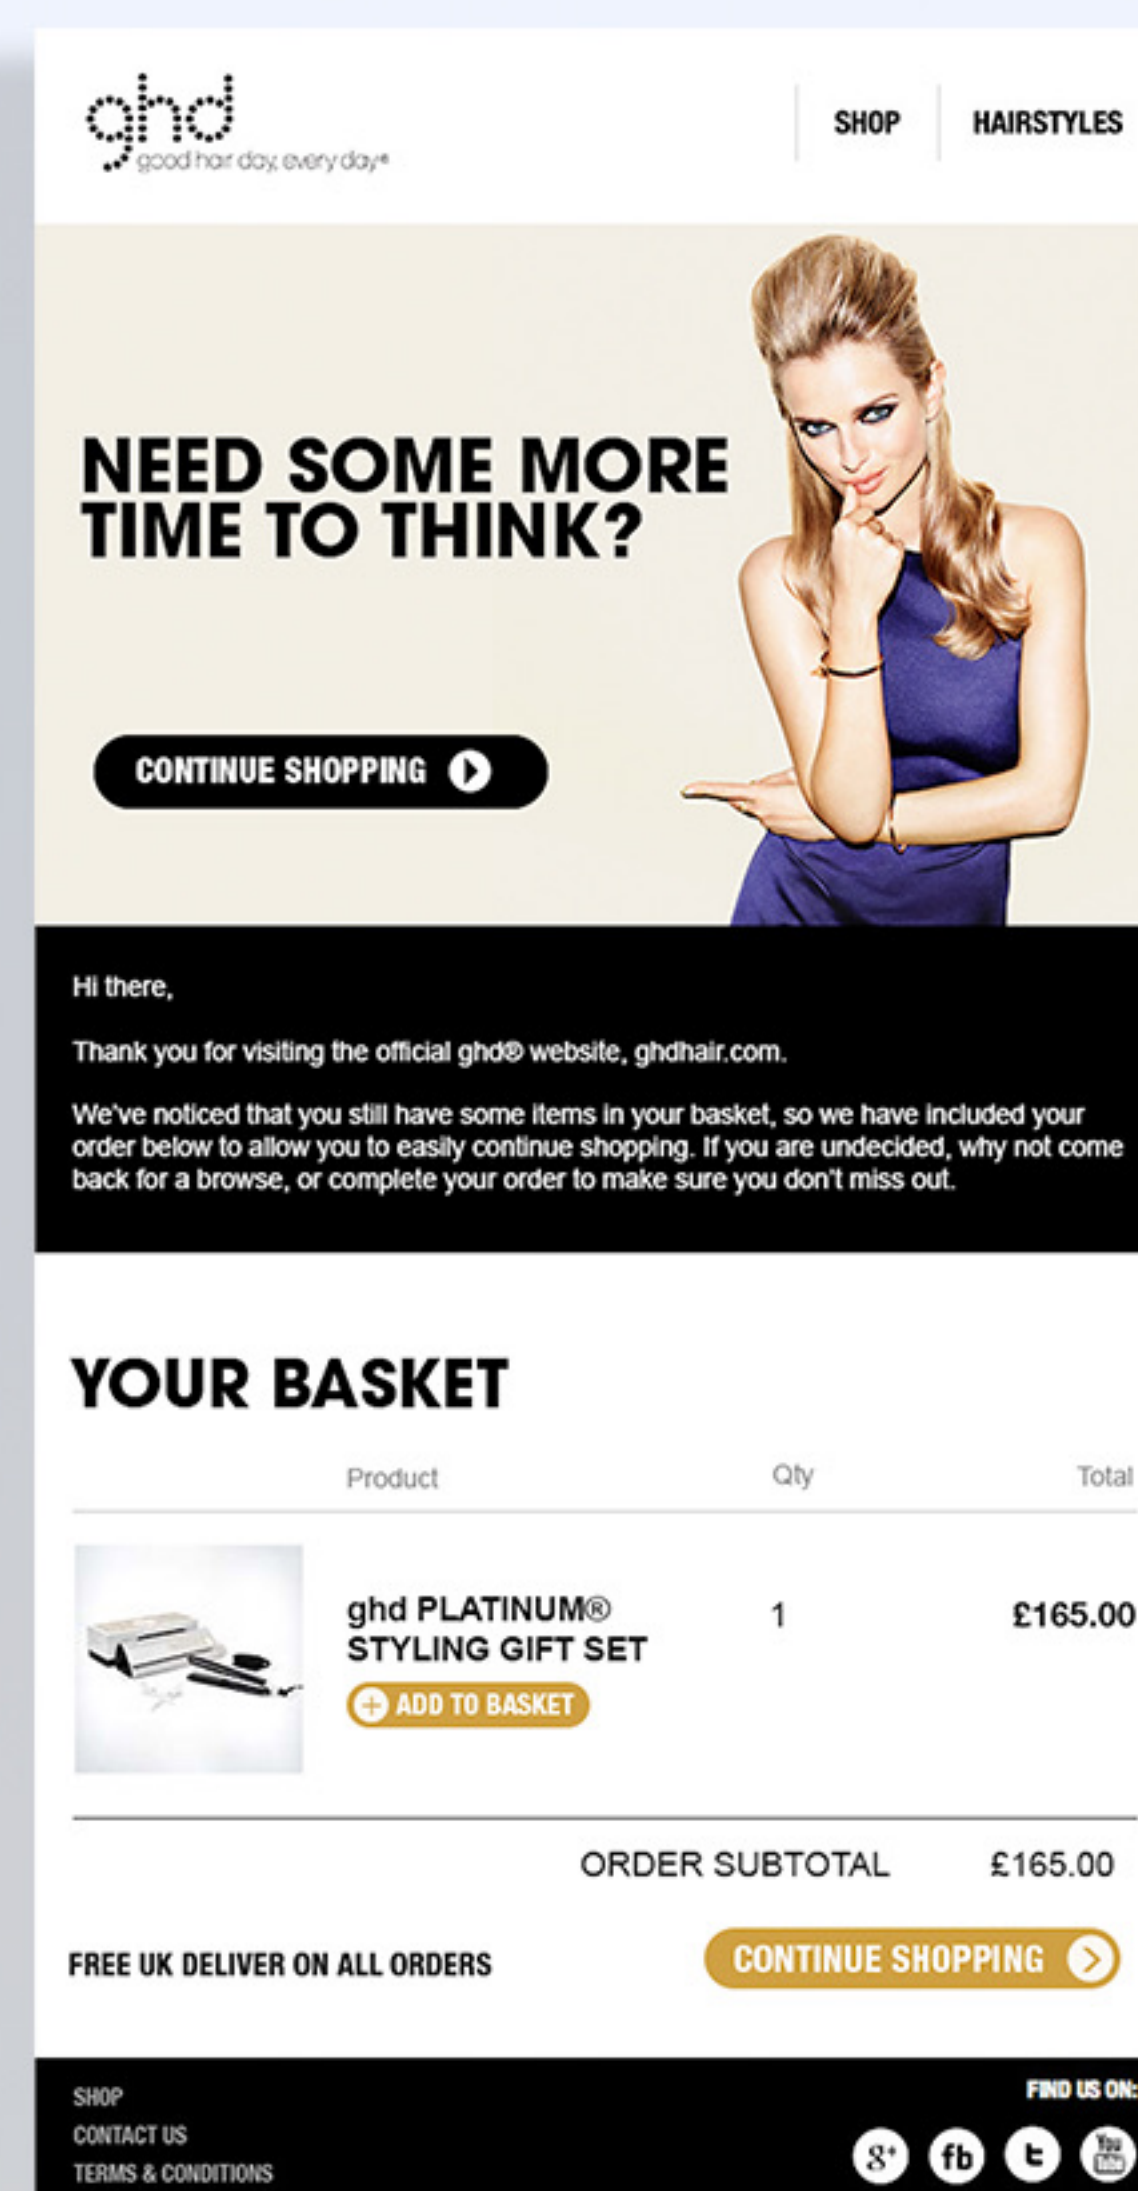 ghd
good hair day, every day®
SHOP
HAIRSTYLES
NEED SOME MORE
TIME TO THINK?
CONTINUE SHOPPING
Hi there,
Thank you for visiting the official ghd® website, ghdhair.com.
We've noticed that you still have some items in your basket, so we have included your
order below to allow you to easily continue shopping. If you are undecided, why not come
back for a browse, or complete your order to make sure you don't miss out.
YOUR BASKET
Product Qty Total
ghd PLATINUM®
STYLING GIFT SET
1
£165.00
ADD TO BASKET
ORDER SUBTOTAL £165.00
FREE UK DELIVER ON ALL ORDERS
CONTINUE SHOPPING
SHOP
CONTACT US
TERMS & CONDITIONS
FIND US ON:
g+ fb t You Tube